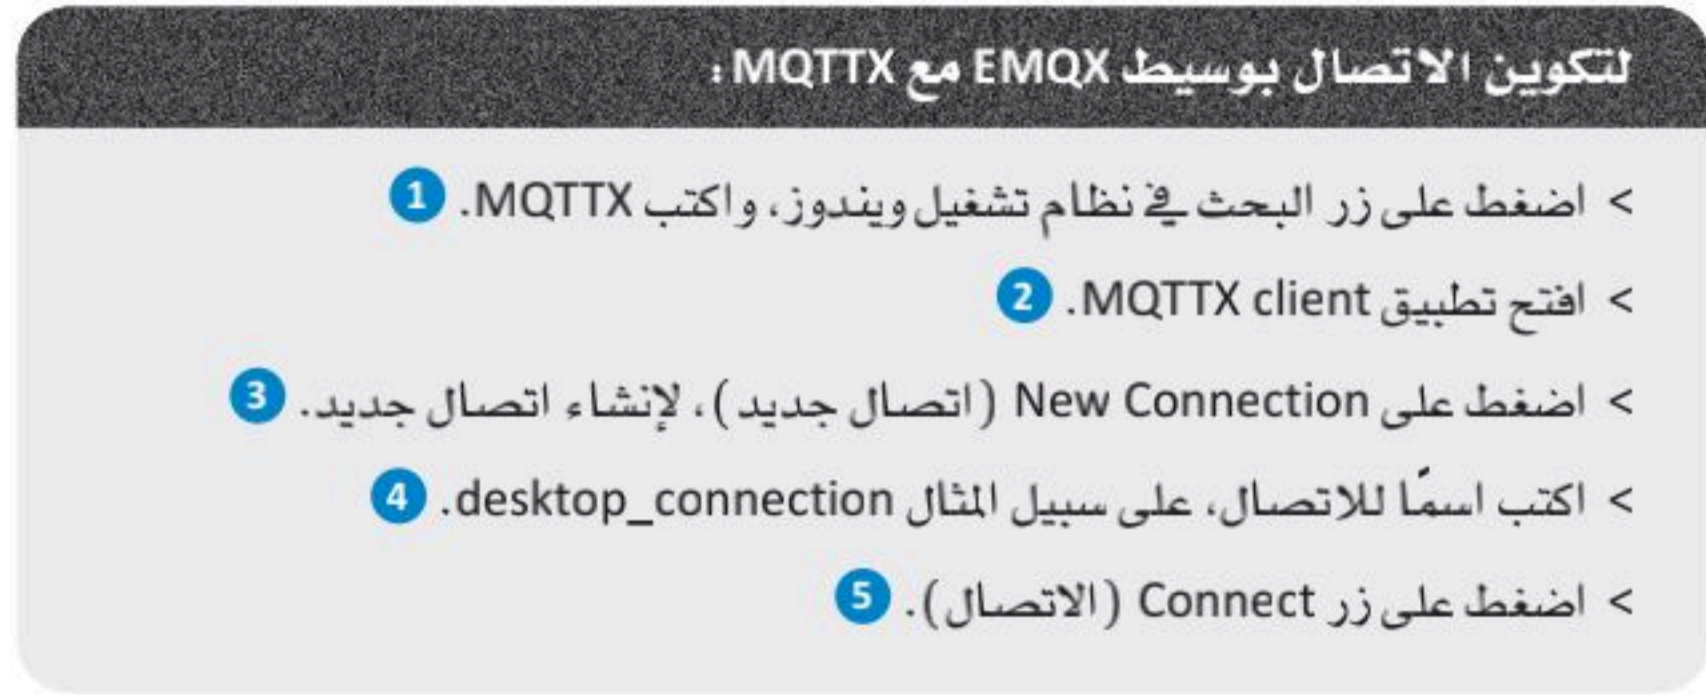 لتكوين الاتصال بوسيط EMQX مع MQTTX:
> اضغط على زر البحث في نظام تشغيل ويندوز، واكتب MQTTX. 1
> افتح تطبيق MQTTX client. 2
> اضغط على New Connection (اتصال جديد)، لإنشاء اتصال جديد. 3
> اكتب اسمًا للاتصال، على سبيل المثال desktop_connection. 4
> اضغط على زر Connect (الاتصال). 5